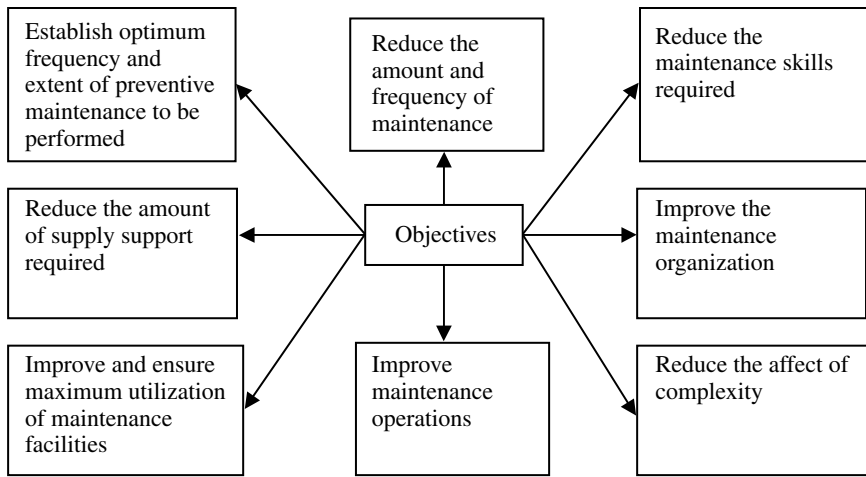 Establish optimum
frequency and
extent of preventive
maintenance to be
performed
Reduce the
amount and
frequency of
maintenance
Reduce the
maintenance skills
required
Reduce the amount
of supply support
required
Objectives
Improve the
maintenance
organization
Improve and ensure
maximum utilization
of maintenance
facilities
Improve
maintenance
operations
Reduce the affect of
complexity